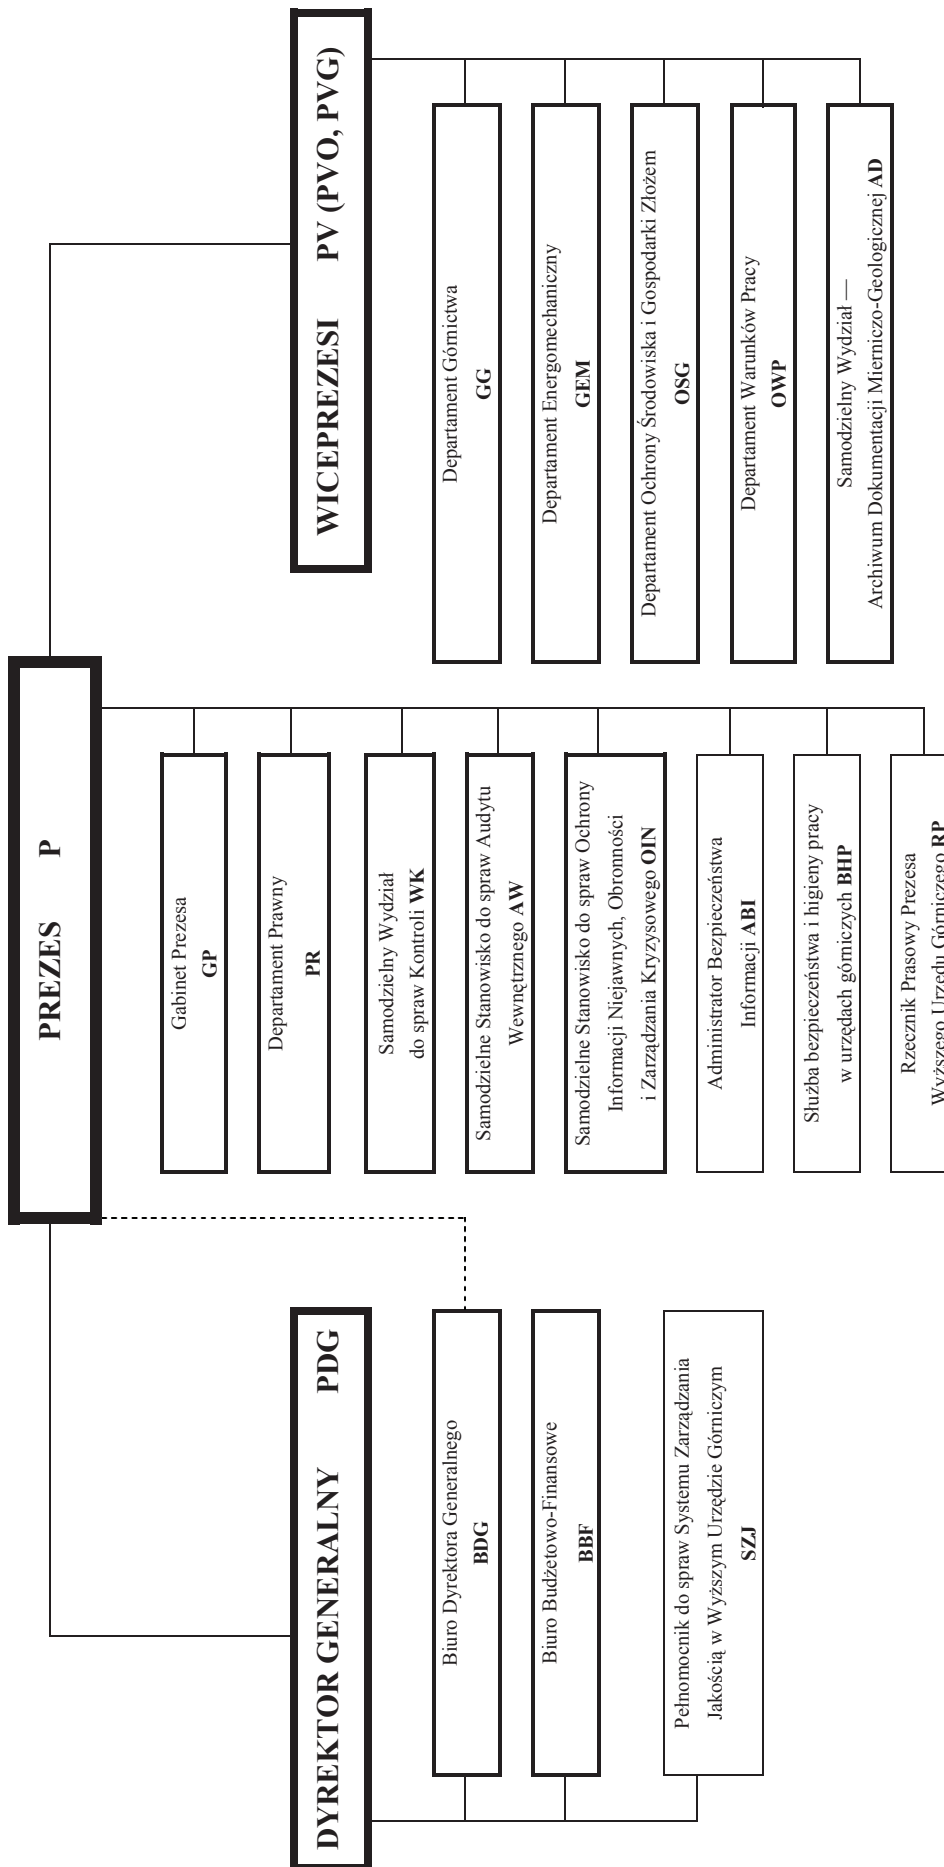 PREZES P
DYREKTOR GENERALNY PDG
Biuro Dyrektora Generalnego
BDG
Biuro Budżetowo-Finansowe
BBF
Pełnomocnik do spraw Systemu Zarządzania
Jakością w Wyższym Urzędzie Górniczym
SZJ
Gabinet Prezesa
GP
Departament Prawny
PR
Samodzielny Wydział
do spraw Kontroli WK
Samodzielne Stanowisko do spraw Audytu
Wewnętrznego AW
Samodzielne Stanowisko do spraw Ochrony
Informacji Niejawnych, Obronności
i Zarządzania Kryzysowego OIN
Administrator Bezpieczeństwa
Informacji ABI
Służba bezpieczeństwa i higieny pracy
w urzędach górniczych BHP
Rzecznik Prasowy Prezesa
Wyższego Urzędu Górniczego RP
WICEPREZESI PV (PVO, PVG)
Departament Górnictwa
GG
Departament Energomechaniczny
GEM
Departament Ochrony Środowiska i Gospodarki Złożem
OSG
Departament Warunków Pracy
OWP
Samodzielny Wydział —
Archiwum Dokumentacji Mierniczo-Geologicznej AD